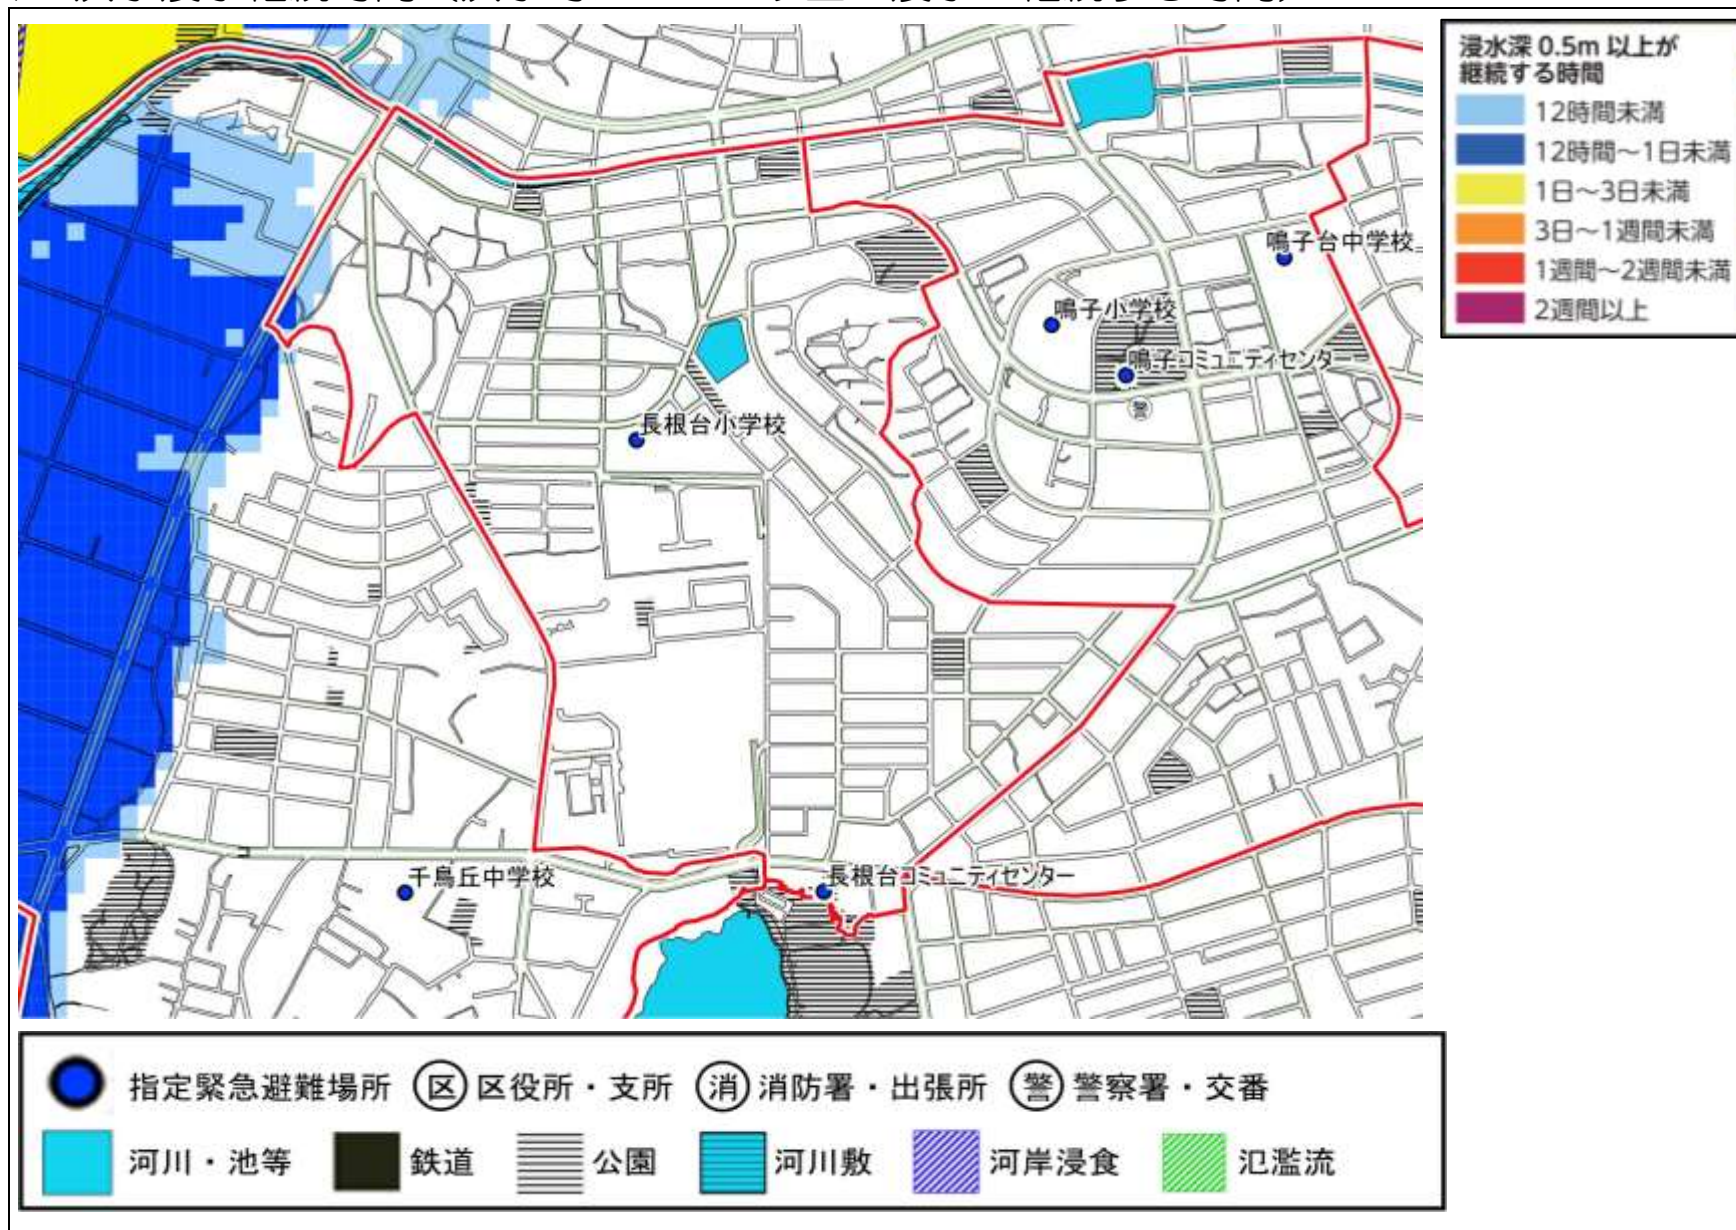 浸水深 0.5m 以上が
継続する時間
12時間未満
12時間～1日未満
1日～3日未満
3日～1週間未満
1週間～2週間未満
2週間以上
鳴子台中学校
鳴子小学校
鳴子コミュニティセンター
警
長根台小学校
千鳥丘中学校
長根台コミュニティセンター
指定緊急避難場所 区 区役所・支所 消 消防署・出張所 警 警察署・交番
河川・池等 鉄道 公園 河川敷 河岸浸食 氾濫流